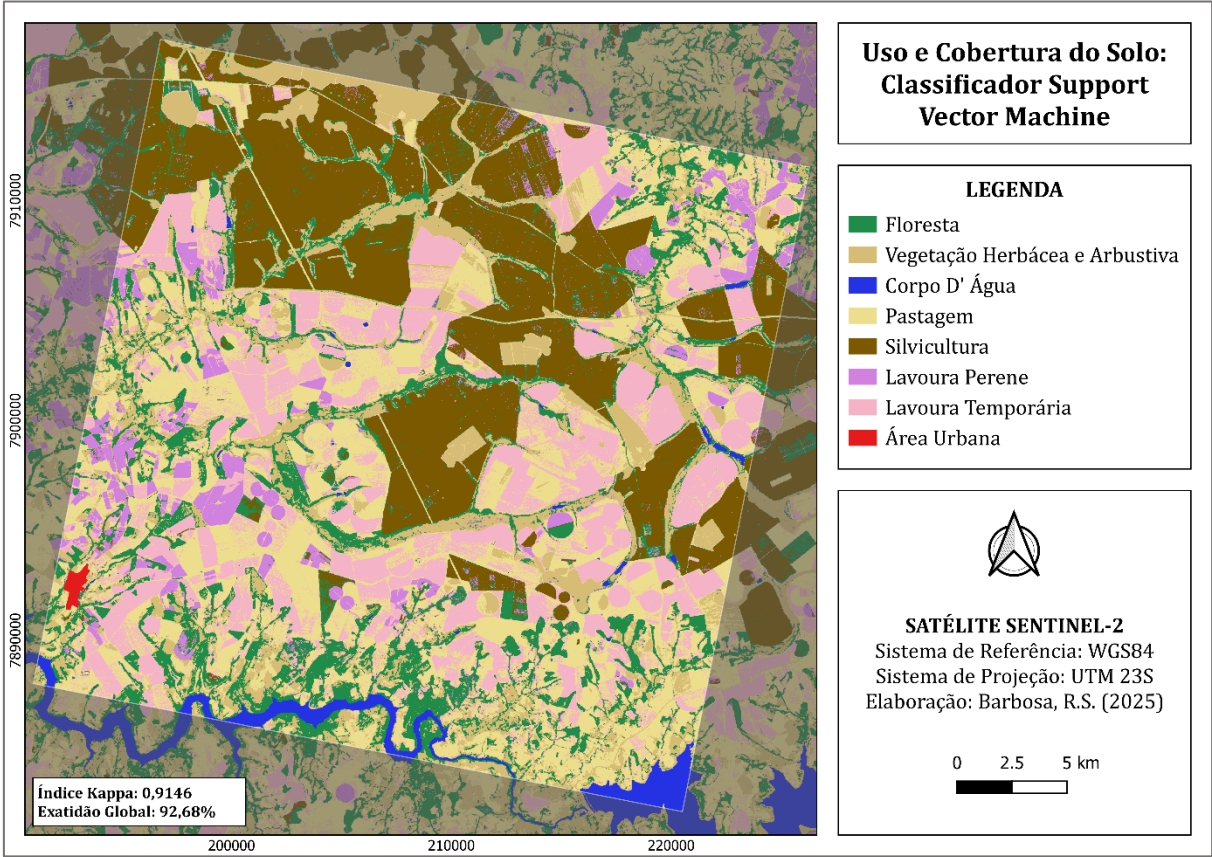 Uso e Cobertura do Solo:
Classificador Support
Vector Machine
LEGENDA
Floresta
Vegetação Herbácea e Arbustiva
Corpo D' Água
Pastagem
Silvicultura
Lavoura Perene
Lavoura Temporária
Área Urbana
SATÉLITE SENTINEL-2
Sistema de Referência: WGS84
Sistema de Projeção: UTM 23S
Elaboração: Barbosa, R.S. (2025)
0 2.5 5 km
7910000
7900000
7890000
Índice Kappa: 0,9146
Exatidão Global: 92,68%
200000 210000 220000